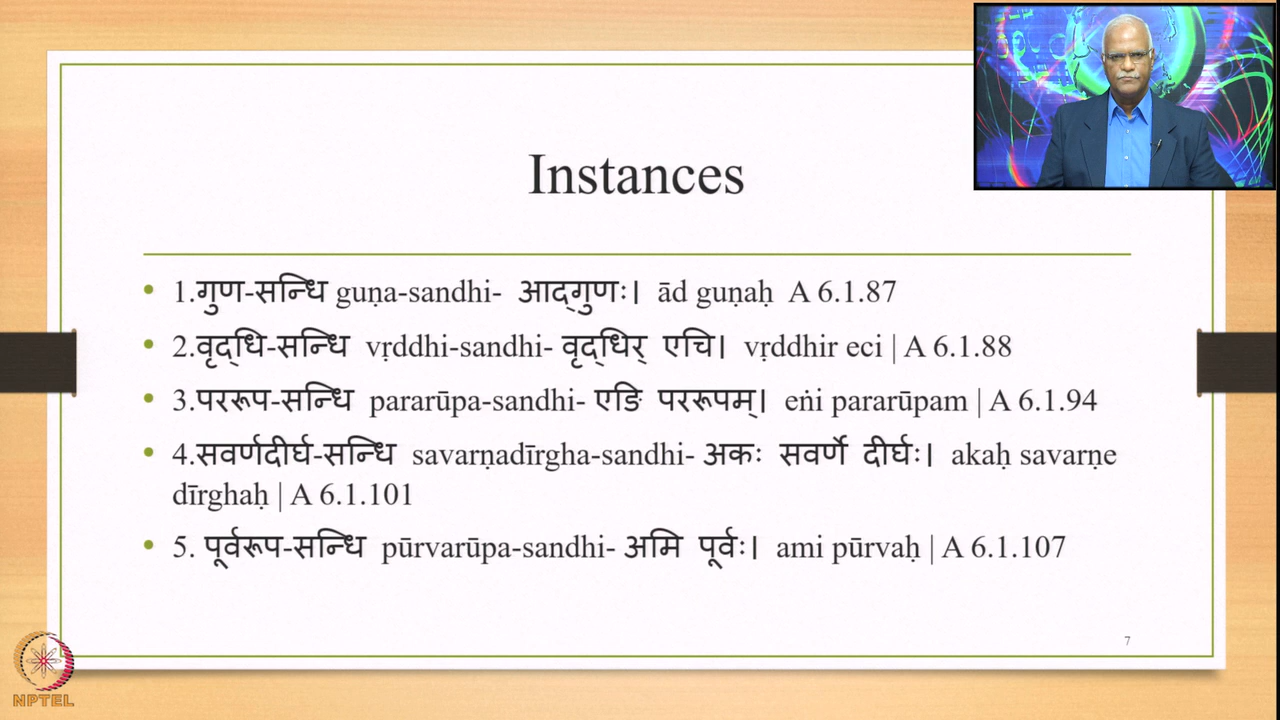 Instances
• 1.गुण-सन्धि guṇa-sandhi- आद्‌गुणः। ād guṇaḥ A 6.1.87
• 2.वृद्‌धि-सन्धि vṛddhi-sandhi- वृद्‌धिर् एचि। vṛddhir eci | A 6.1.88
• 3.पररूप-सन्धि pararūpa-sandhi- एङि पररूपम्। eṅi pararūpam | A 6.1.94
• 4.सवर्णदीर्घ-सन्धि savarṇadīrgha-sandhi- अकः सवर्णे दीर्घः। akaḥ savarṇe
dīrghaḥ | A 6.1.101
• 5. पूर्वरूप-सन्धि pūrvarūpa-sandhi- अमि पूर्वः। ami pūrvaḥ | A 6.1.107
7
NPTEL